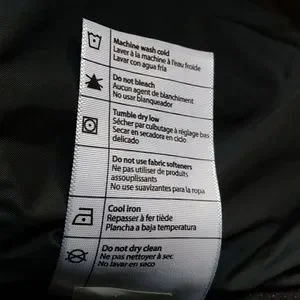 Machine wash cold
Laver à la machine à l'eau froide
Lavar con agua fría
Do not bleach
Aucun agent de blanchiment
No usar blanqueador
Tumble dry low
Sécher par culbutage à réglage bas
Secar en secadora en ciclo
delicado
Do not use fabric softeners
Ne pas utiliser de produits
assouplissants
No use suavizantes para la ropa
Cool iron
Repasser à fer tiède
Plancha a baja temperatura
Do not dry clean
Ne pas nettoyer à sec
No lavar en seco